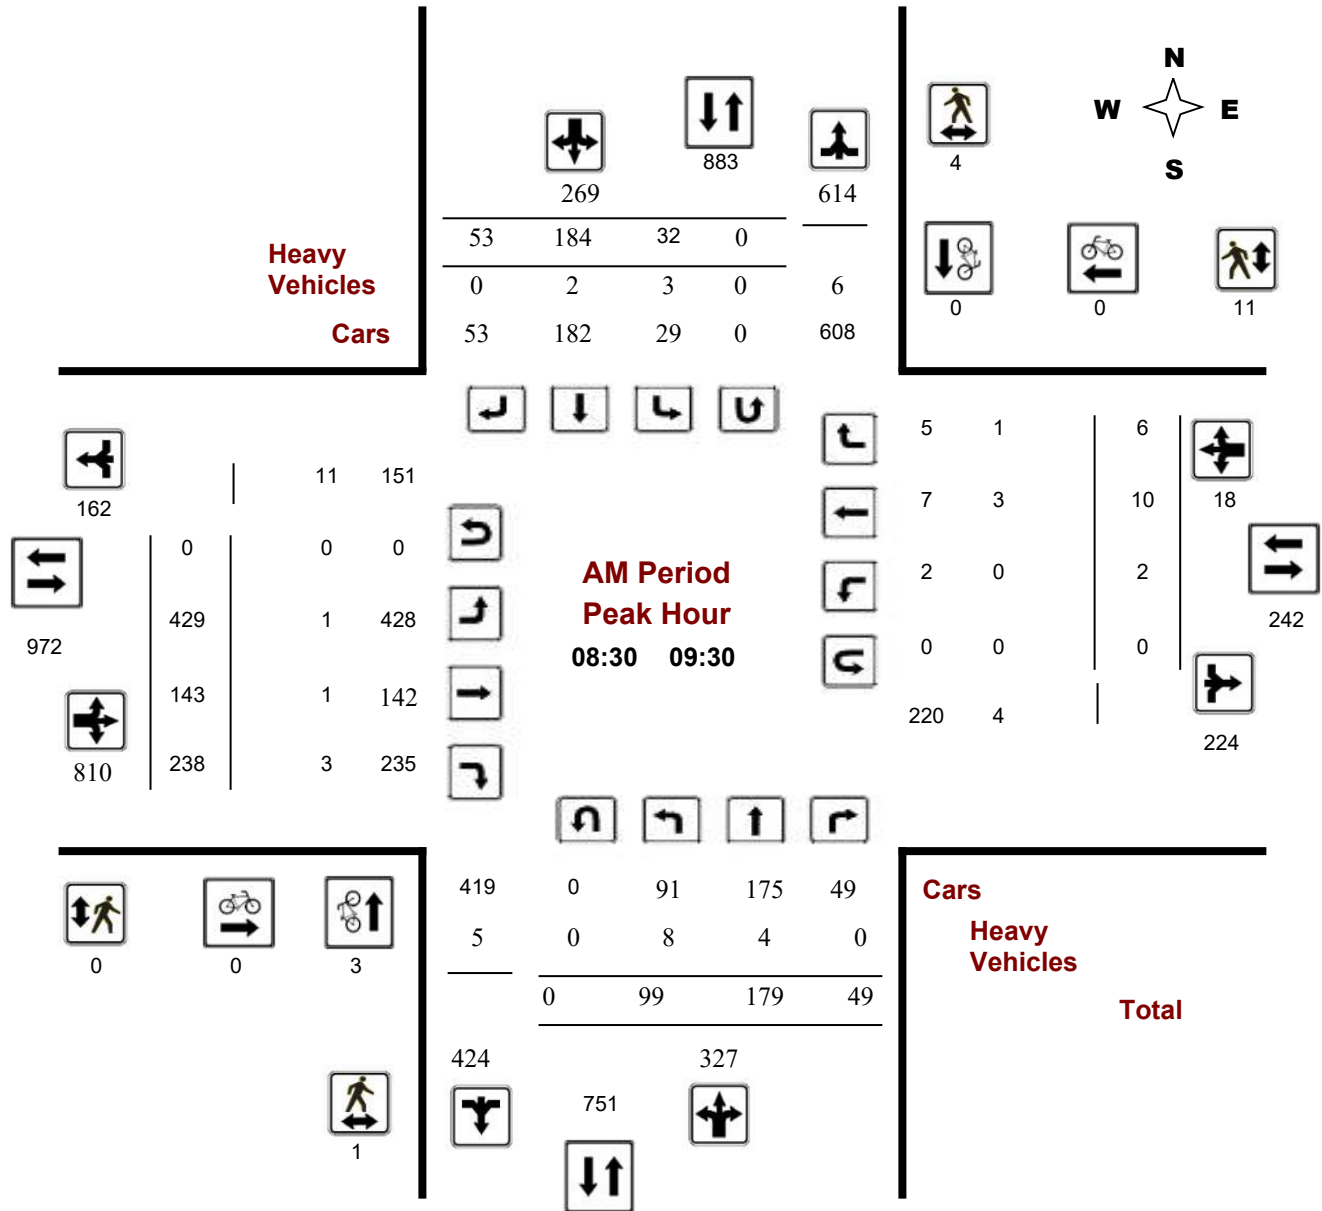 N
W E
S
883
4
269 614
53 184 32 0
Heavy
Vehicles 0 2 3 0 6
Cars 53 182 29 0 608
0 0 11
5 1 6
11 151
162
7 3 10 18
0 0 0
AM Period
Peak Hour
08:30 09:30
2 0 2
429 1 428
242
972
0 0 0
143 1 142
220 4
224
810 238 3 235
419 0 91 175 49
Cars
5 0 8 4 0
Heavy
Vehicles
0 0 3
0 99 179 49
Total
424 327
751
1